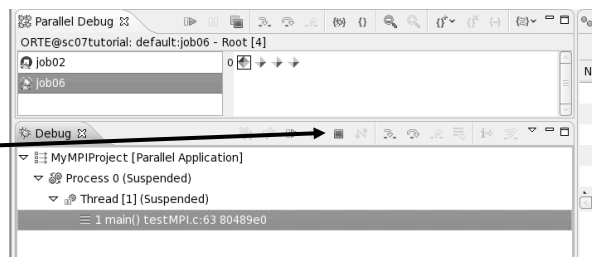 Parallel Debug
ORTE@sc07tutorial: default:job06 - Root [4]
job02
0
job06
N
Debug
MyMPIProject [Parallel Application]
Process 0 (Suspended)
Thread [1] (Suspended)
1 main() testMPI.c:63 80489e0